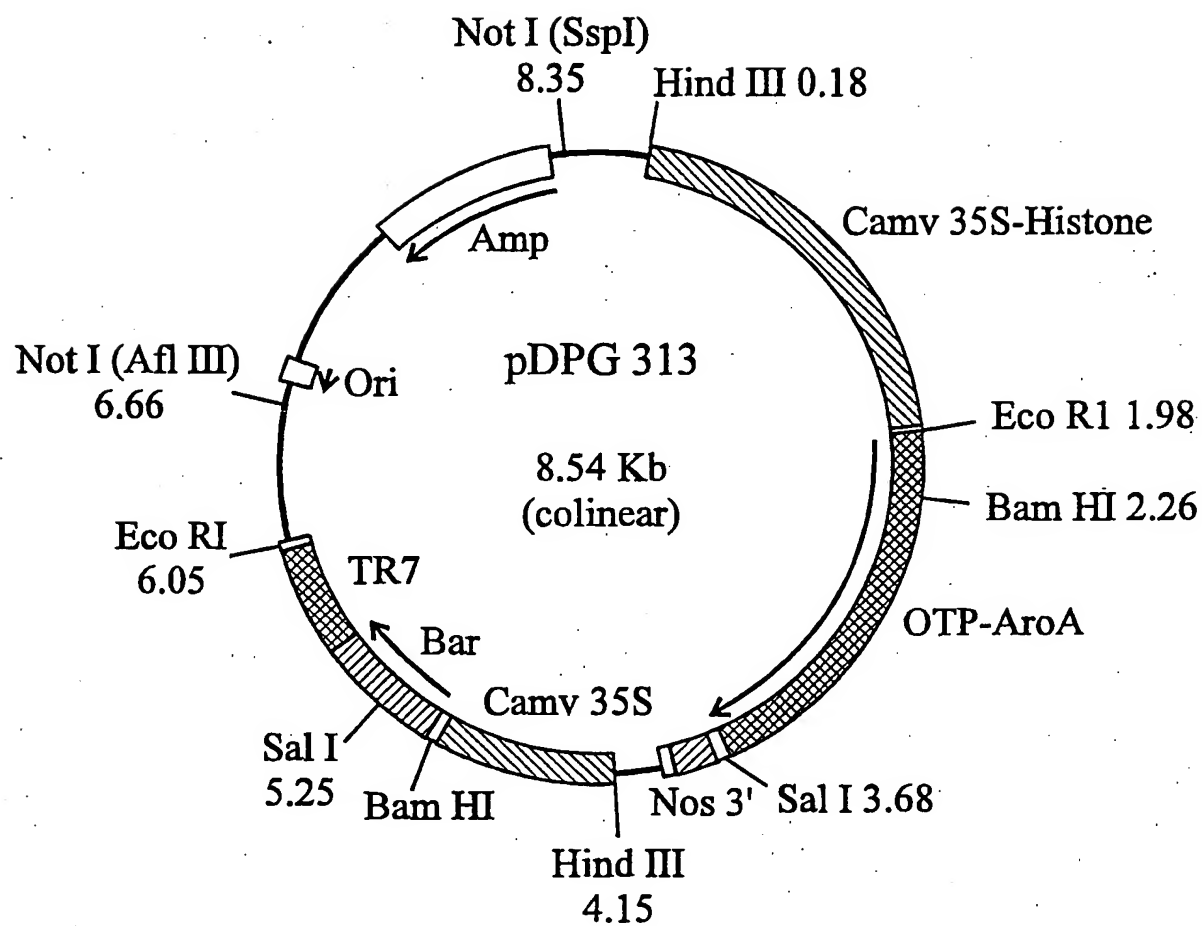 Not I (SspI)
8.35
Hind III 0.18
Camv 35S-Histone
Amp
pDPG 313
Not I (Afl III)
6.66
Ori
Eco R1 1.98
8.54 Kb
(colinear)
Bam HI 2.26
Eco RI
6.05
TR7
OTP-AroA
Bar
Camv 35S
Sal I
5.25
Bam HI
Nos 3'
Sal I 3.68
Hind III
4.15